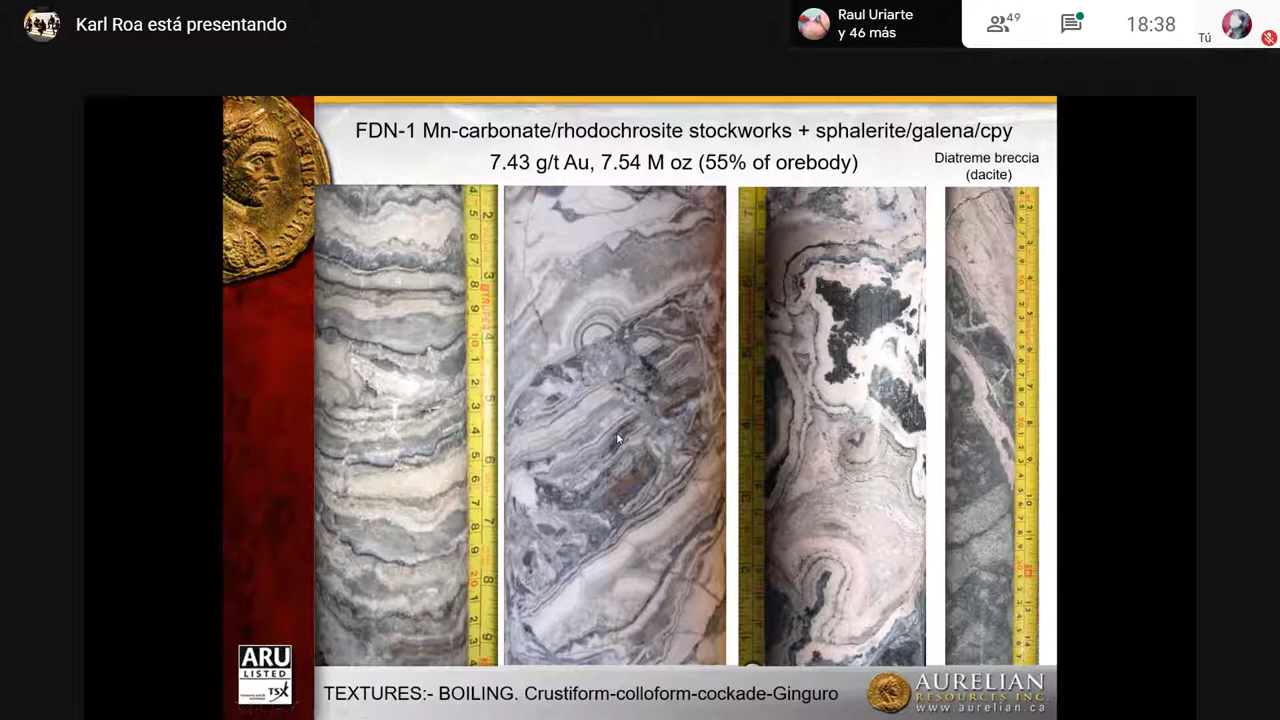 Karl Roa está presentando
Raul Uriarte
y 46 más
49
18:38
Tú
FDN-1 Mn-carbonate/rhodochrosite stockworks + sphalerite/galena/cpy
7.43 g/t Au, 7.54 M oz (55% of orebody)
Diatreme breccia
(dacite)
ARU
LISTED
TSX
TEXTURES:- BOILING. Crustiform-colloform-cockade-Ginguro
AURELIAN
RESOURCES INC.
www.aurelian.ca